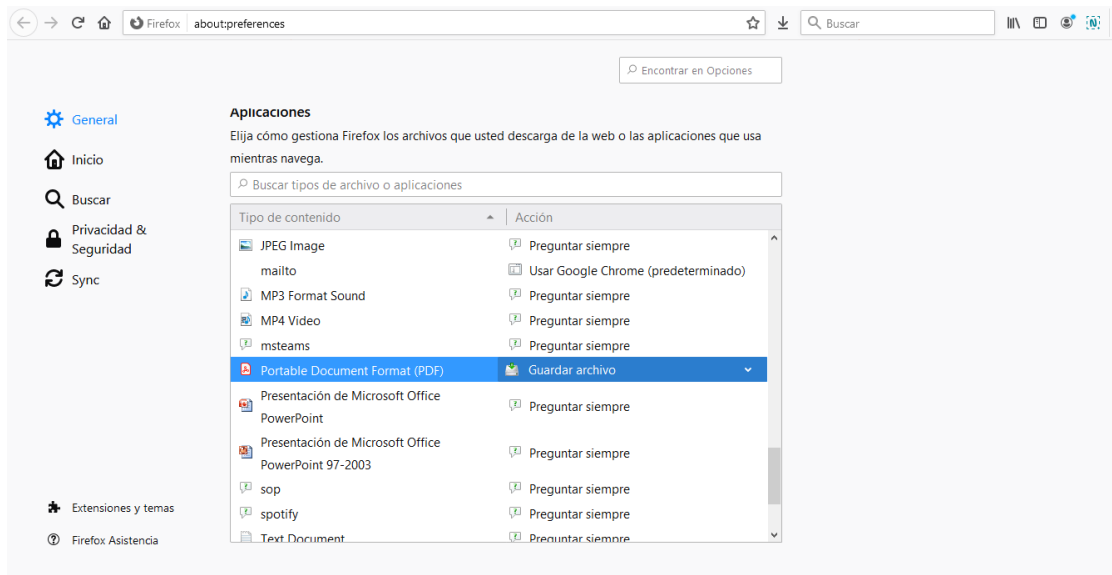 Firefox about:preferences Buscar
Encontrar en Opciones
General
Inicio
Buscar
Privacidad &
Seguridad
Sync
Extensiones y temas
Firefox Asistencia
Aplicaciones
Elija cómo gestiona Firefox los archivos que usted descarga de la web o las aplicaciones que usa
mientras navega.
Buscar tipos de archivo o aplicaciones
Tipo de contenido Acción
JPEG Image Preguntar siempre
mailto Usar Google Chrome (predeterminado)
MP3 Format Sound Preguntar siempre
MP4 Video Preguntar siempre
msteams Preguntar siempre
Portable Document Format (PDF) Guardar archivo
Presentación de Microsoft Office
PowerPoint Preguntar siempre
Presentación de Microsoft Office
PowerPoint 97-2003 Preguntar siempre
sop Preguntar siempre
spotify Preguntar siempre
Text Document Preguntar siempre